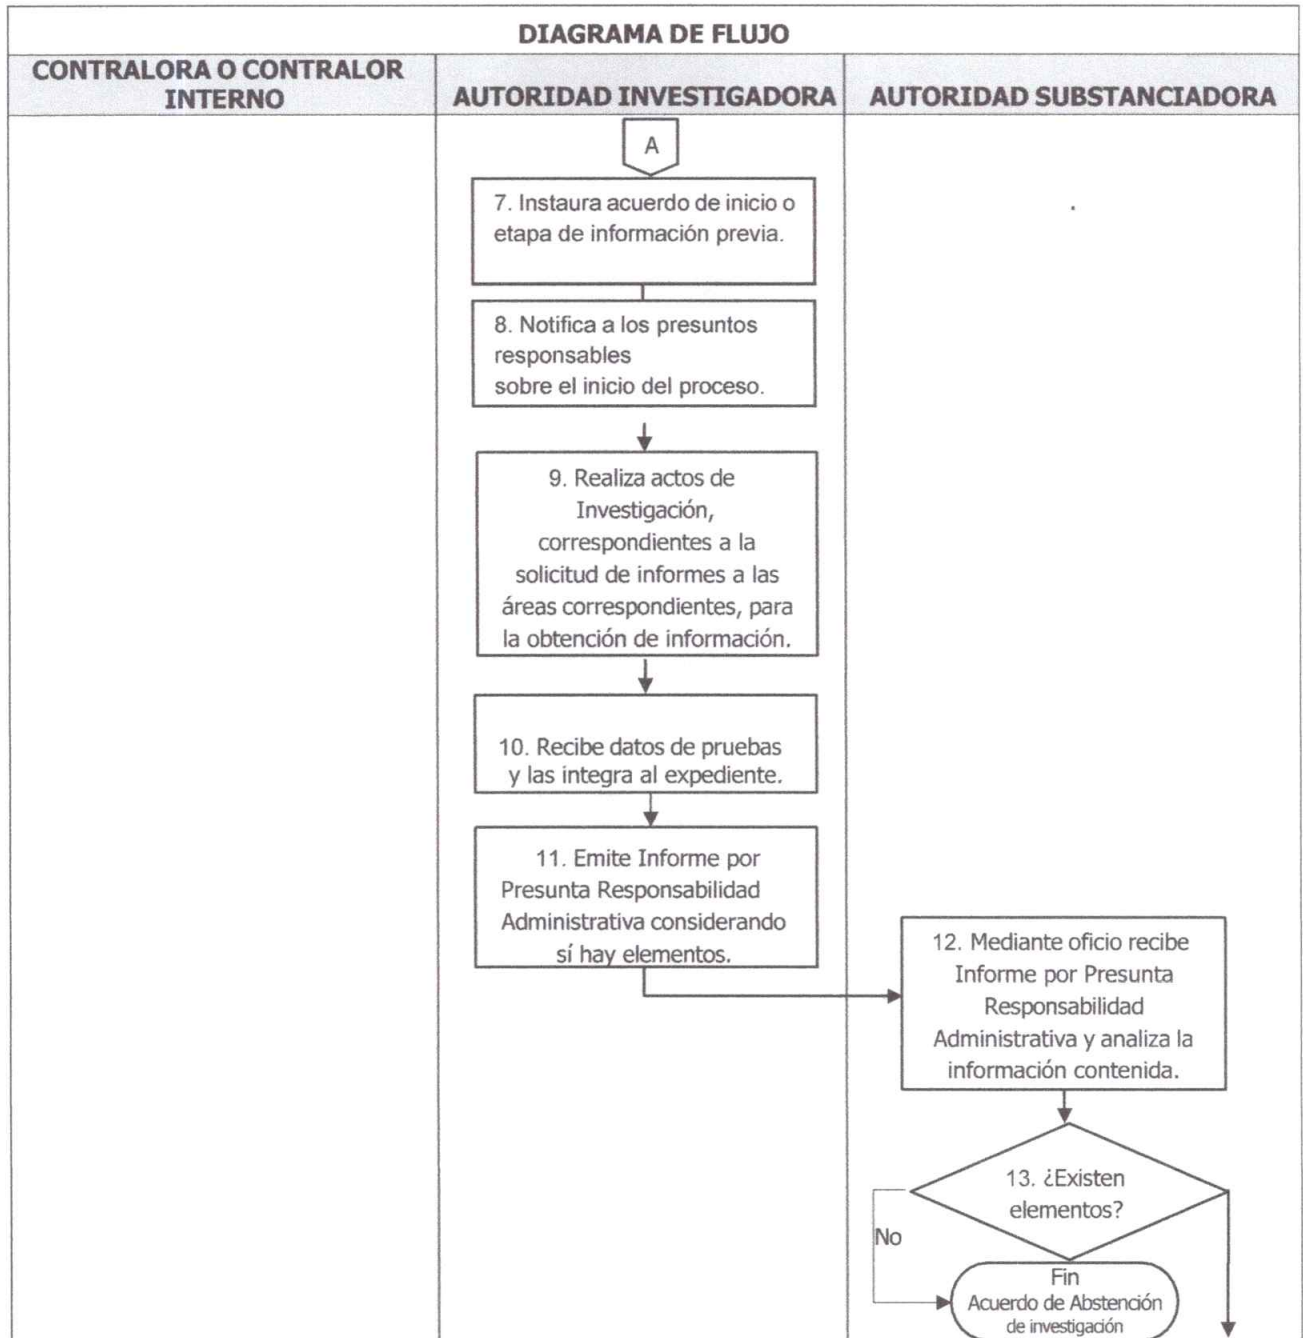 DIAGRAMA DE FLUJO
CONTRALORA O CONTRALOR
INTERNO
AUTORIDAD INVESTIGADORA
AUTORIDAD SUBSTANCIADORA
A
7. Instaura acuerdo de inicio o
etapa de información previa.
8. Notifica a los presuntos
responsables
sobre el inicio del proceso.
9. Realiza actos de
Investigación,
correspondientes a la
solicitud de informes a las
áreas correspondientes, para
la obtención de información.
10. Recibe datos de pruebas
y las integra al expediente.
11. Emite Informe por
Presunta Responsabilidad
Administrativa considerando
sí hay elementos.
12. Mediante oficio recibe
Informe por Presunta
Responsabilidad
Administrativa y analiza la
información contenida.
13. ¿Existen
elementos?
No
Fin
Acuerdo de Abstención
de investigación